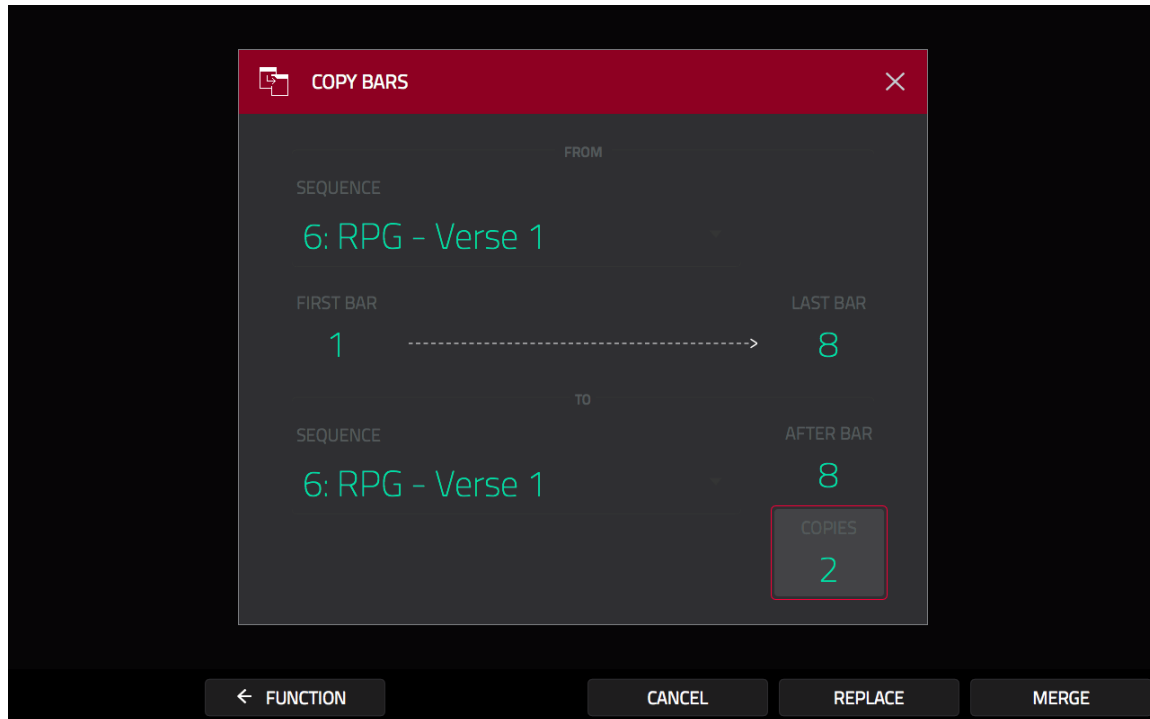 COPY BARS
FROM
SEQUENCE
6: RPG - Verse 1
FIRST BAR LAST BAR
1 8
TO
SEQUENCE AFTER BAR
6: RPG - Verse 1 8
COPIES
2
FUNCTION CANCEL REPLACE MERGE